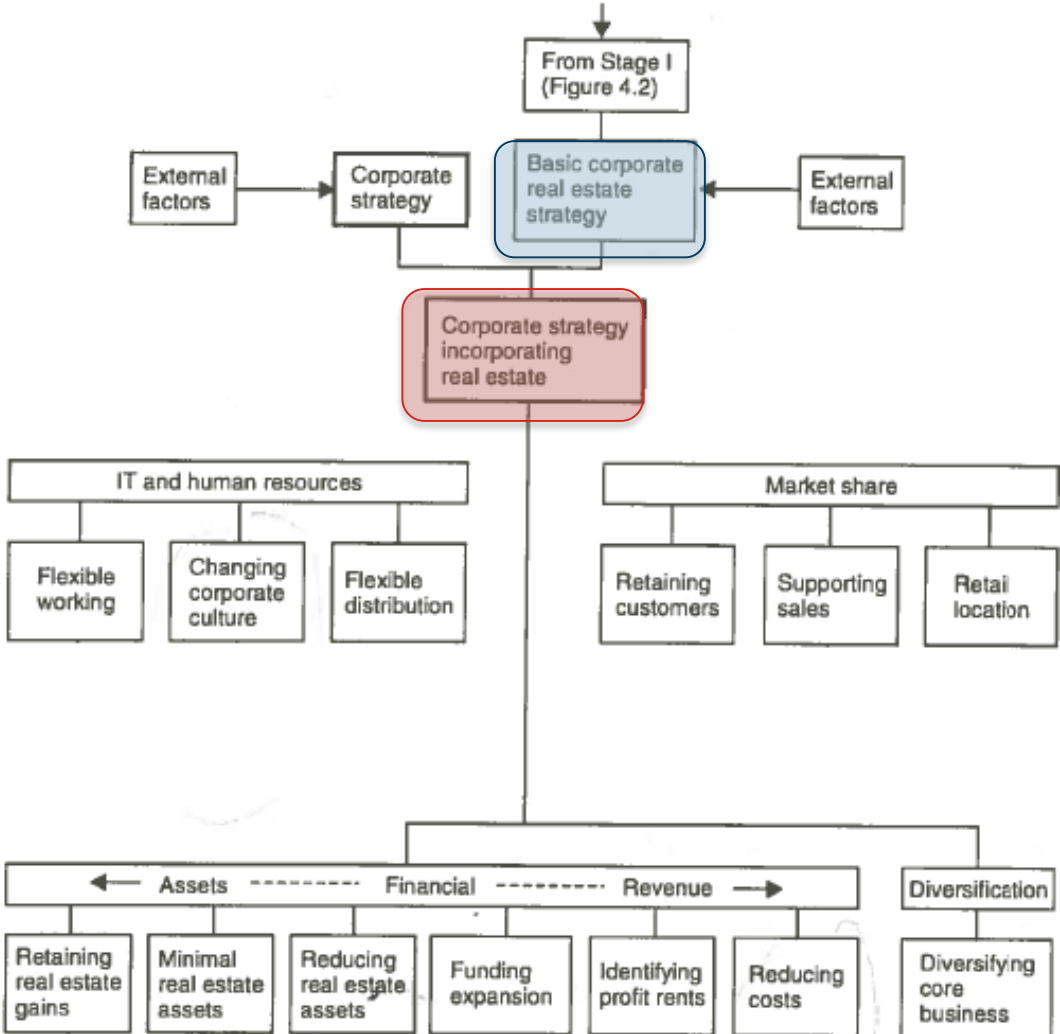 From Stage I
(Figure 4.2)
External
factors
Corporate
strategy
Basic corporate
real estate
strategy
External
factors
Corporate strategy
incorporating
real estate
IT and human resources
Flexible
working
Changing
corporate
culture
Flexible
distribution
Market share
Retaining
customers
Supporting
sales
Retail
location
Assets Financial Revenue
Retaining
real estate
gains
Minimal
real estate
assets
Reducing
real estate
assets
Funding
expansion
Identifying
profit rents
Reducing
costs
Diversification
Diversifying
core
business